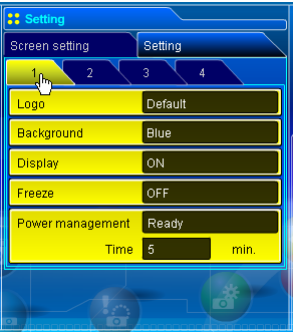 Setting
Screen setting Setting
1 2 3 4
Logo Default
Background Blue
Display ON
Freeze OFF
Power management Ready
Time 5 min.